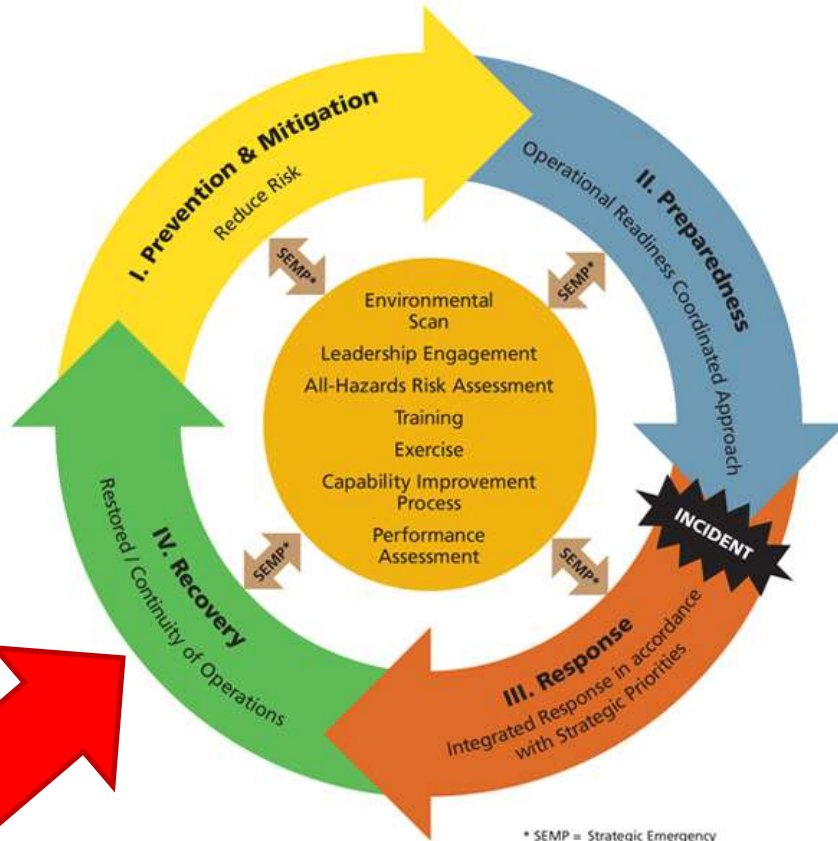 I. Prevention & Mitigation
Reduce Risk
II. Preparedness
Operational Readiness Coordinated Approach
INCIDENT
III. Response
Integrated Response in accordance
with Strategic Priorities
IV. Recovery
Restored / Continuity of Operations
SEMP*
SEMP*
SEMP*
SEMP*
Environmental
Scan
Leadership Engagement
All-Hazards Risk Assessment
Training
Exercise
Capability Improvement
Process
Performance
Assessment
* SEMP = Strategic Emergency